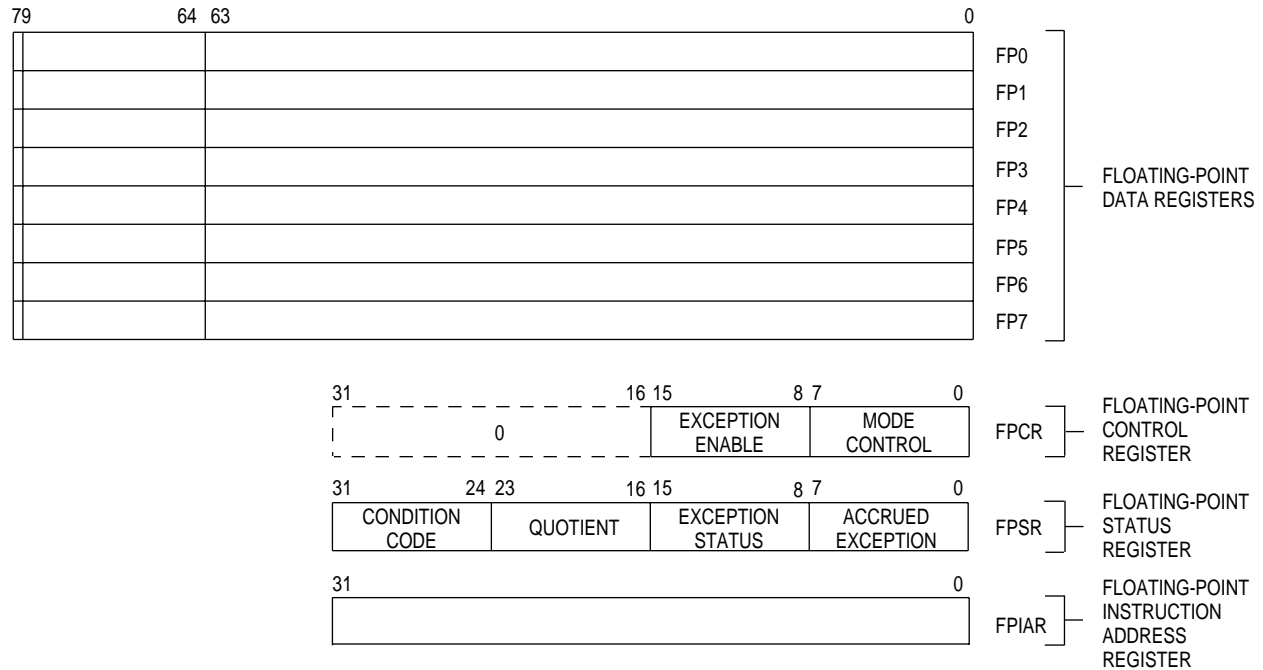 79 64 63 0
FP0
FP1
FP2
FP3
FP4
FP5
FP6
FP7
FLOATING-POINT
DATA REGISTERS
31 16 15 8 7 0
0
EXCEPTION
ENABLE
MODE
CONTROL
FPCR
FLOATING-POINT
CONTROL
REGISTER
31 24 23 16 15 8 7 0
CONDITION
CODE
QUOTIENT
EXCEPTION
STATUS
ACCRUED
EXCEPTION
FPSR
FLOATING-POINT
STATUS
REGISTER
31 0
FPIAR
FLOATING-POINT
INSTRUCTION
ADDRESS
REGISTER